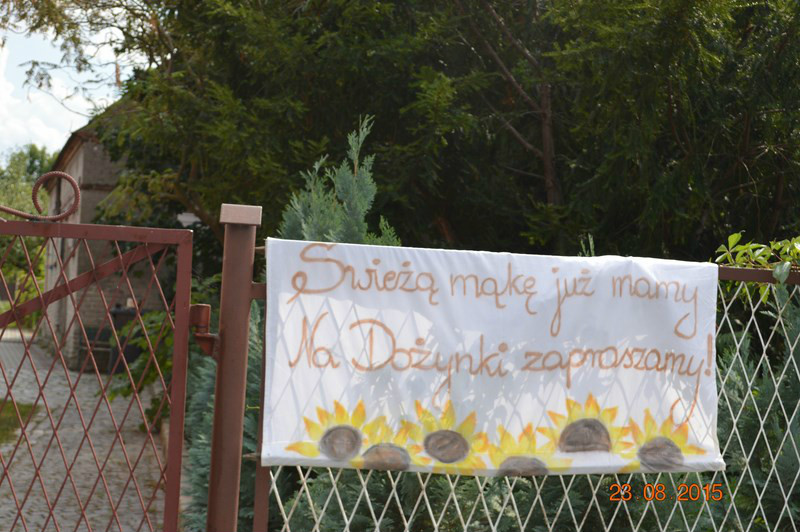 Świeżą mąkę już mamy
Na Dożynki zapraszamy!
23 08 2015